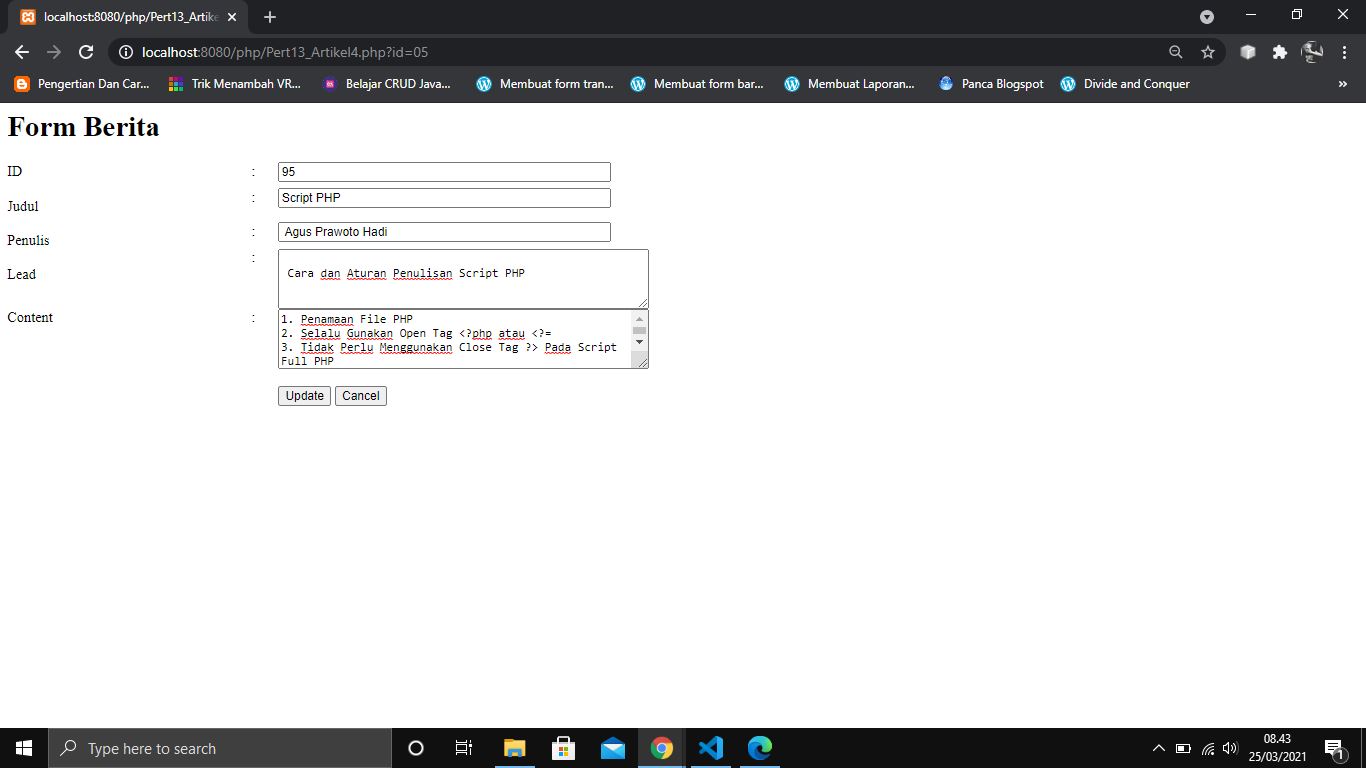 localhost:8080/php/Pert13_Artike
localhost:8080/php/Pert13_Artikel4.php?id=05
Pengertian Dan Car... Trik Menambah VR... Belajar CRUD Java... Membuat form tran... Membuat form bar... Membuat Laporan... Panca Blogspot Divide and Conquer »
Form Berita
ID : 95
Judul : Script PHP
Penulis : Agus Prawoto Hadi
Lead : Cara dan Aturan Penulisan Script PHP
Content : 1. Penamaan File PHP
2. Selalu Gunakan Open Tag <?php atau <?=
3. Tidak Perlu Menggunakan Close Tag ?> Pada Script
Full PHP
Update Cancel
Type here to search
08.43
25/03/2021
1